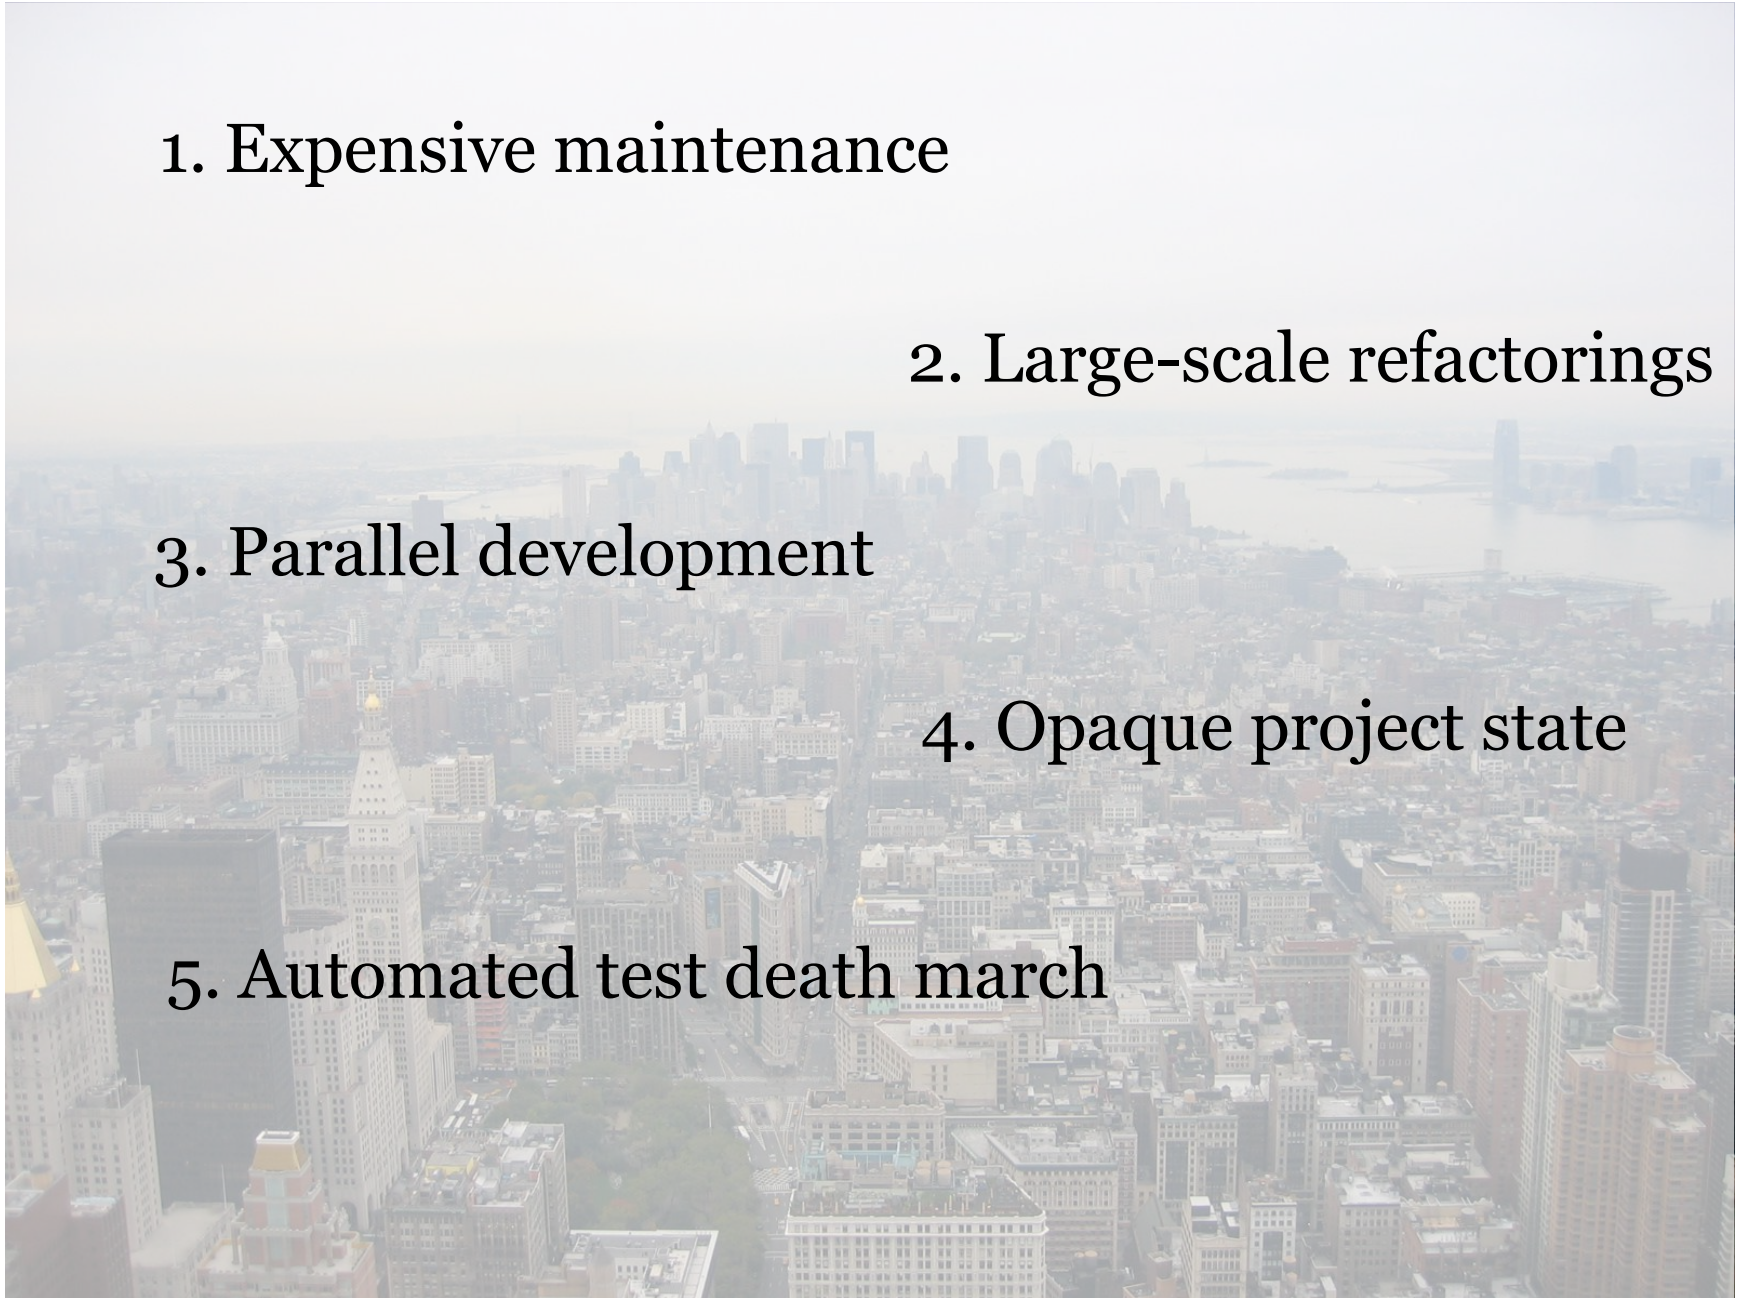 1. Expensive maintenance
2. Large-scale refactorings
3. Parallel development
4. Opaque project state
5. Automated test death march